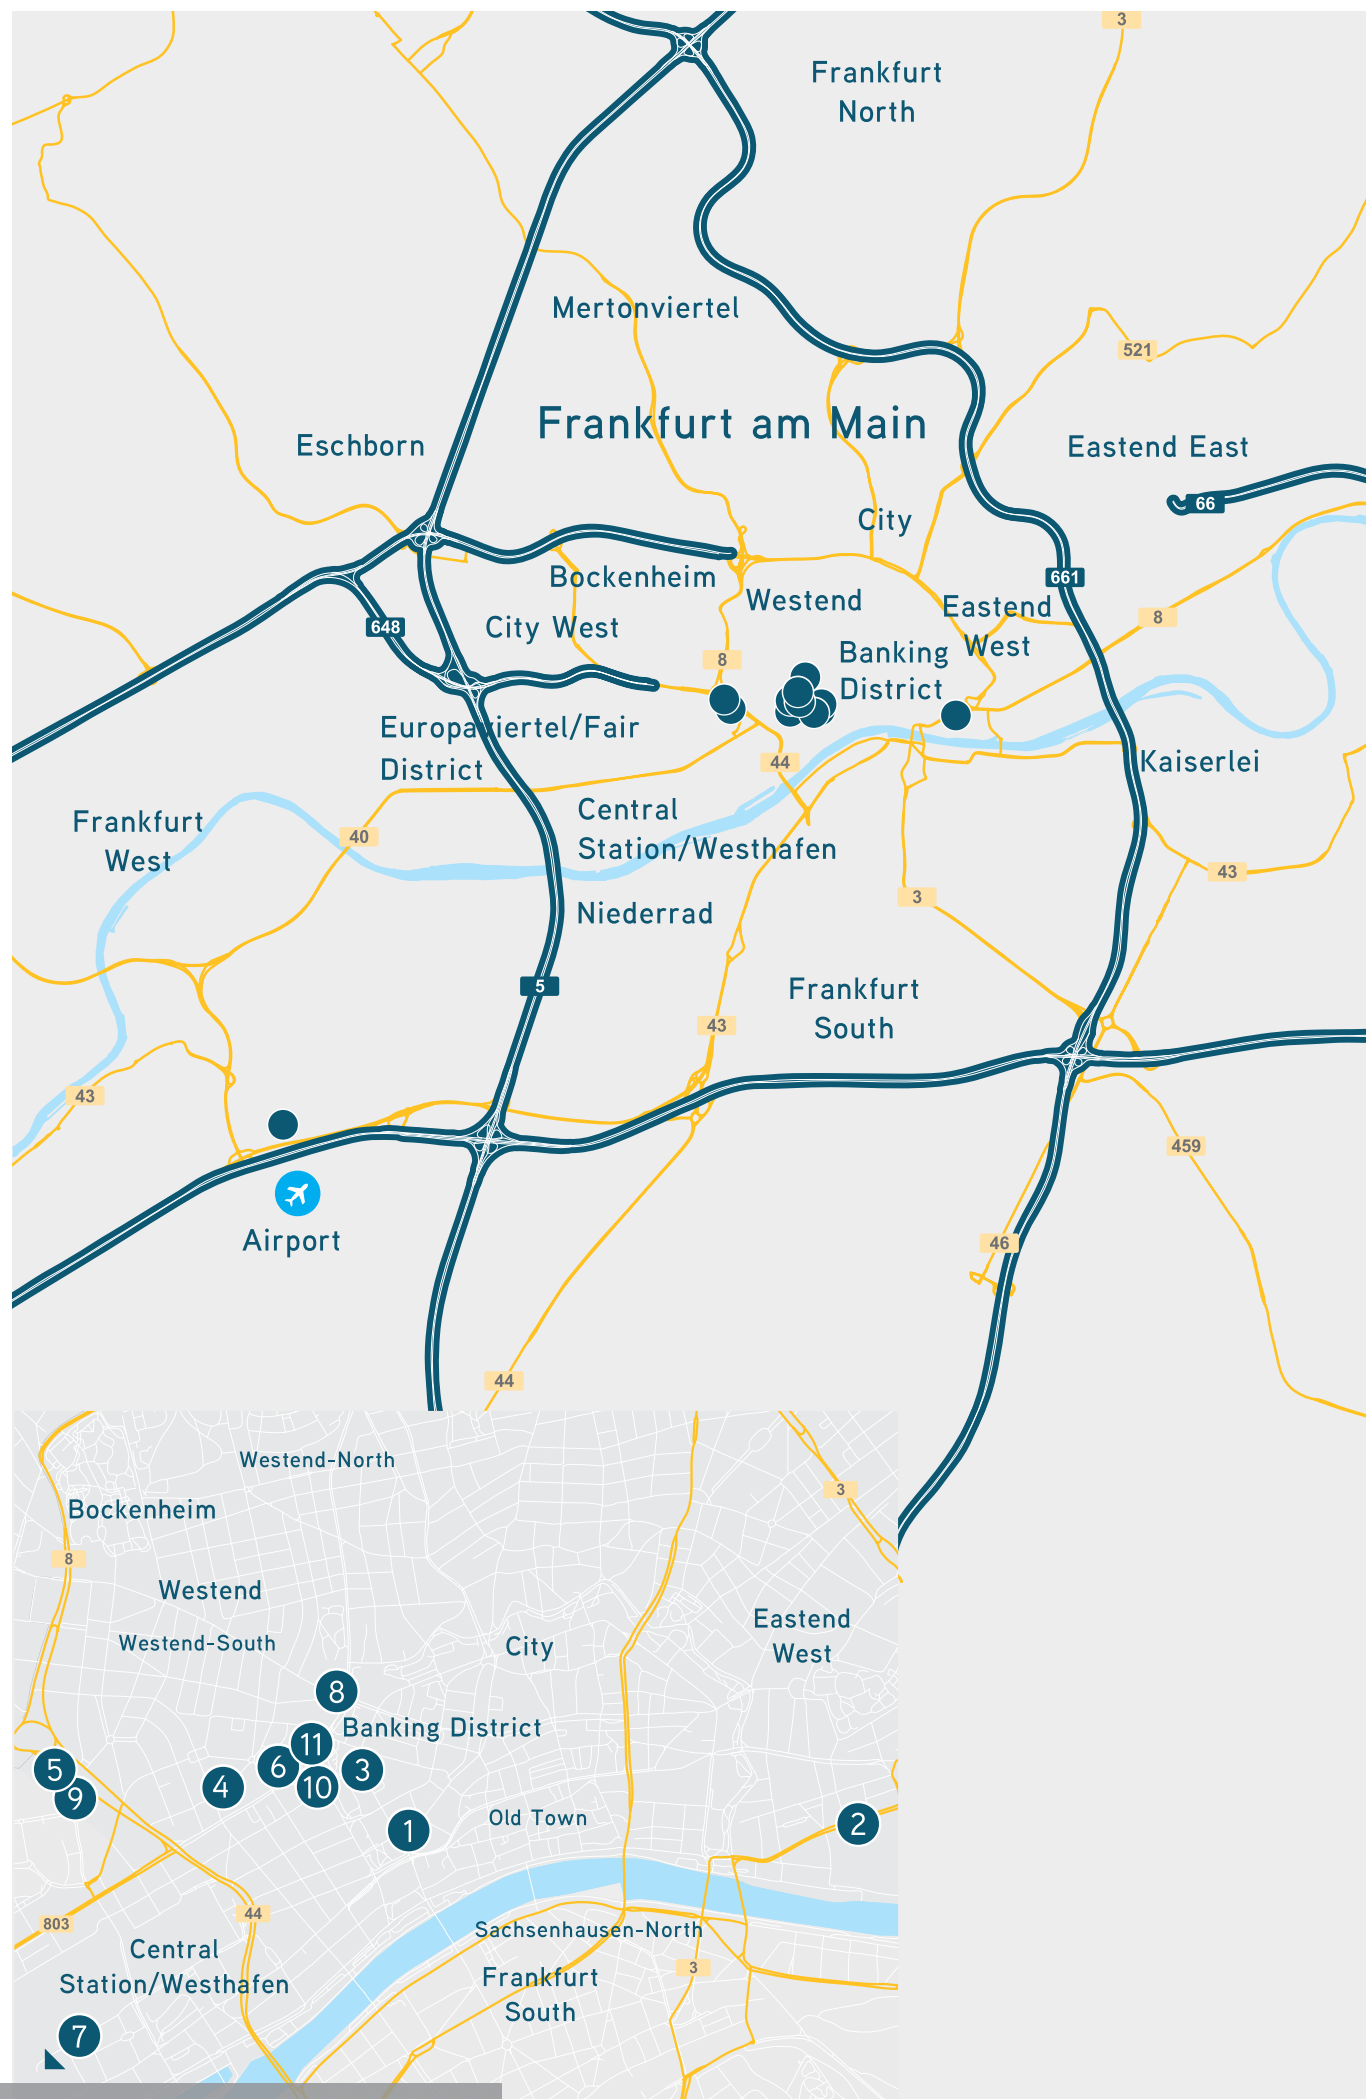 3
Frankfurt
North
Mertonviertel
521
Frankfurt am Main
Eschborn
Eastend East
66
City
Bockenheim
661
Westend
Eastend
West
8
648
City West
8
Banking
District
Europaviertel/Fair
District
44
Kaiserlei
Central
Station/Westhafen
Frankfurt
West
40
43
3
Niederrad
5
Frankfurt
South
43
43
459
Airport
46
44
Westend-North
3
Bockenheim
8
Westend
Westend-South
City
Eastend
West
8
Banking District
11
5
6
3
4
10
9
1
Old Town
2
803
44
Sachsenhausen-North
Central
Station/Westhafen
3
Frankfurt
South
7